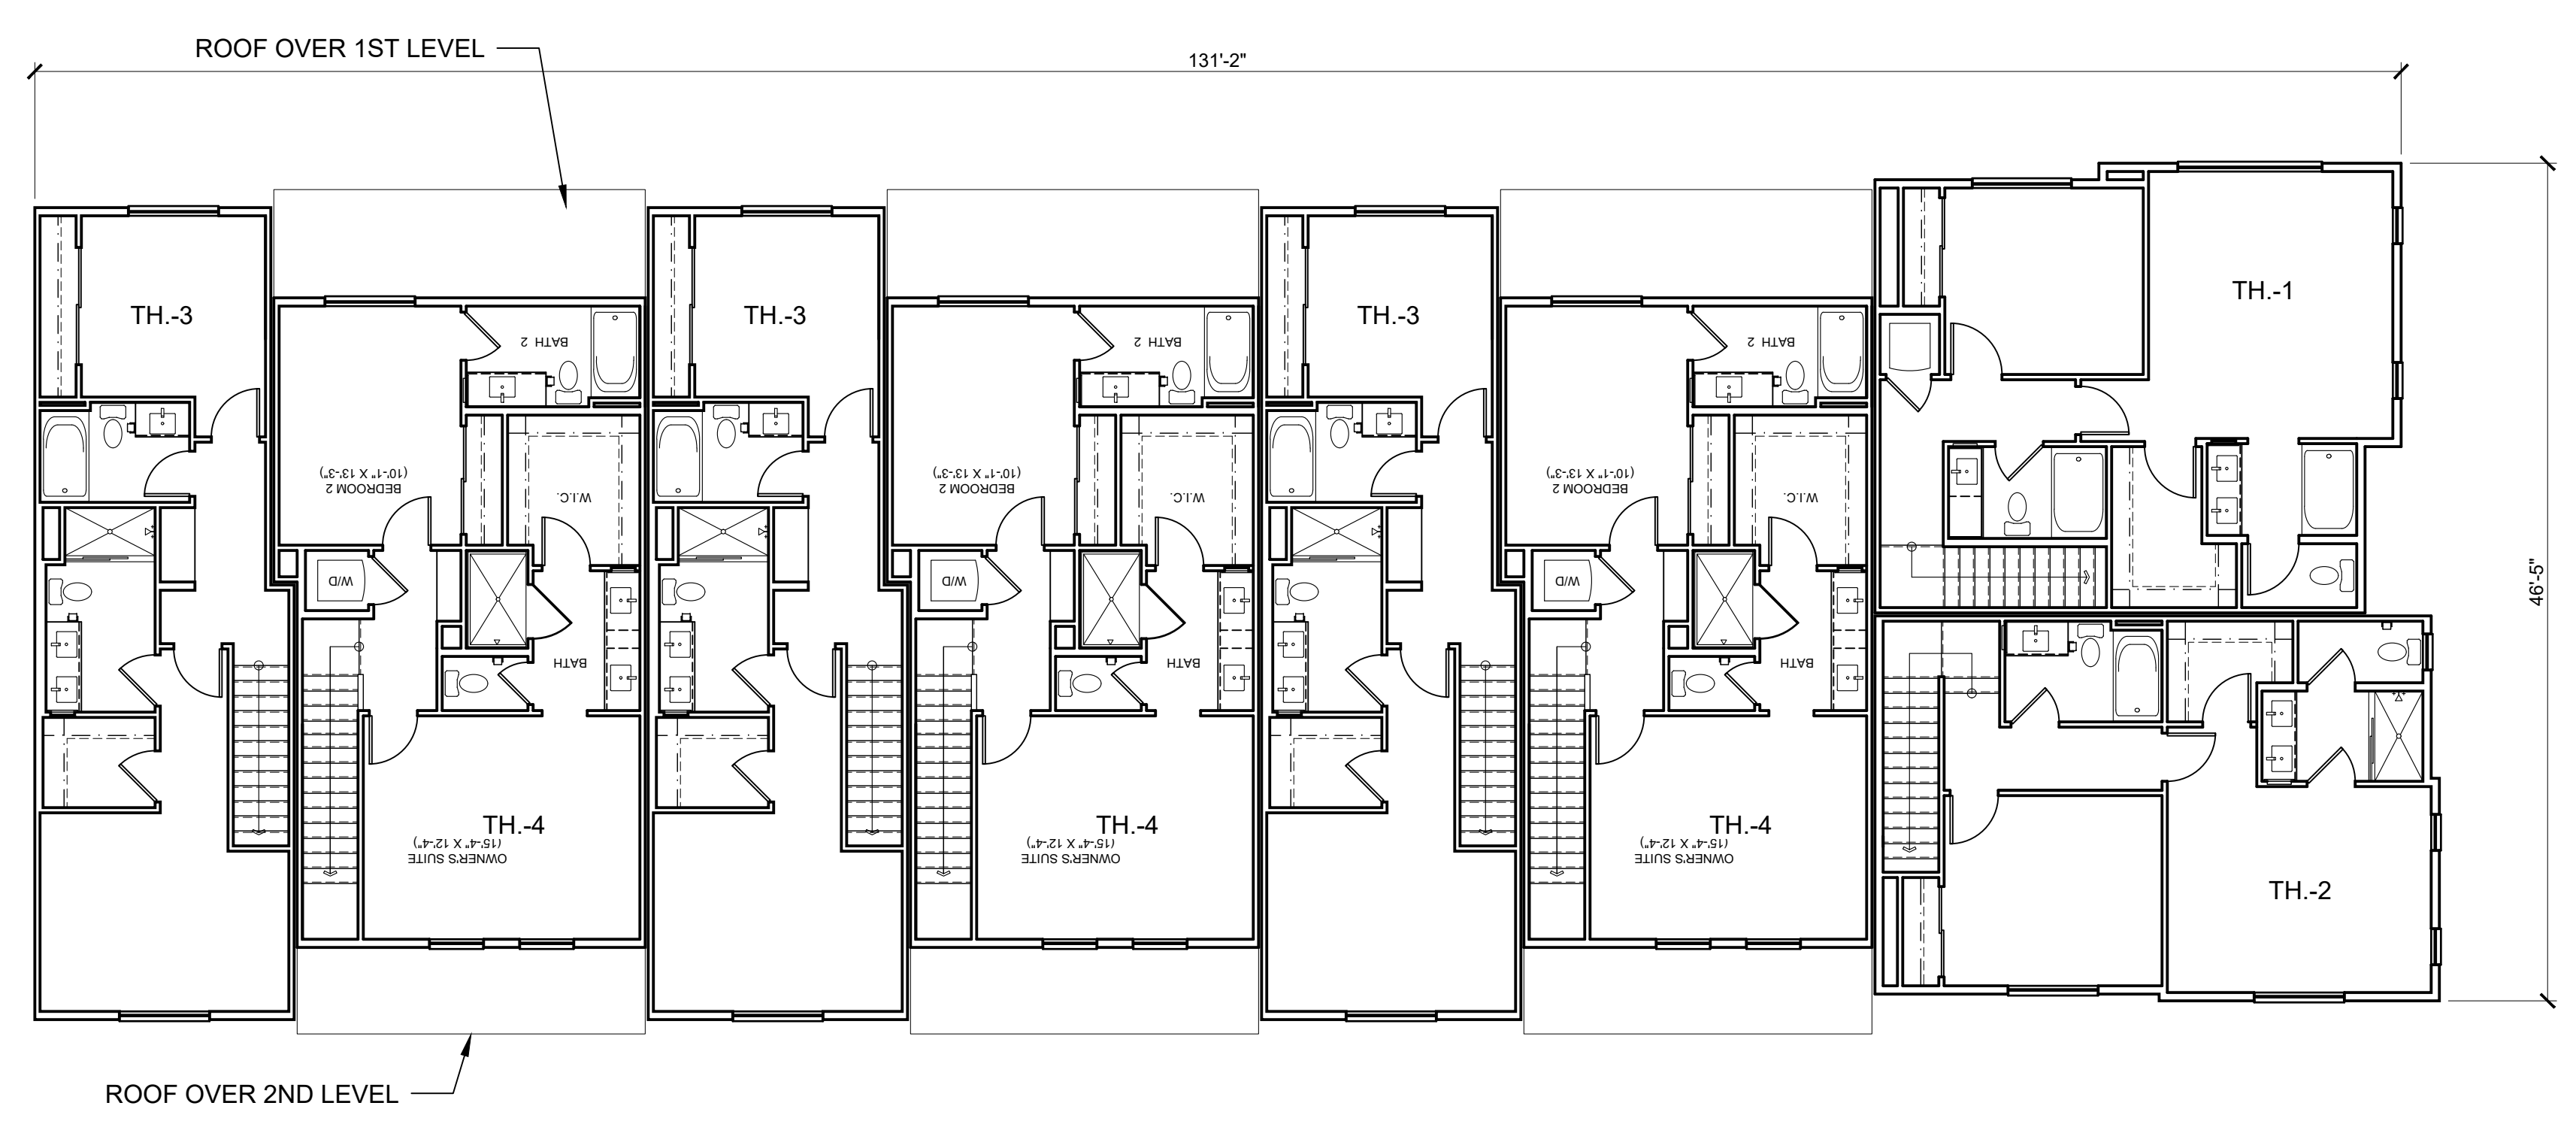 ROOF OVER 1ST LEVEL
131'-2"
TH.-3
TH.-3
TH.-3
TH.-1
BATH 2
BATH 2
BATH 2
BEDROOM 2
(10'-1" X 13'-3")
BEDROOM 2
(10'-1" X 13'-3")
BEDROOM 2
(10'-1" X 13'-3")
W.I.C.
W.I.C.
W.I.C.
W/D
W/D
W/D
46'-5"
BATH
BATH
BATH
TH.-4
OWNER'S SUITE
(15'-4" X 12'-4")
TH.-4
OWNER'S SUITE
(15'-4" X 12'-4")
TH.-4
OWNER'S SUITE
(15'-4" X 12'-4")
TH.-2
ROOF OVER 2ND LEVEL